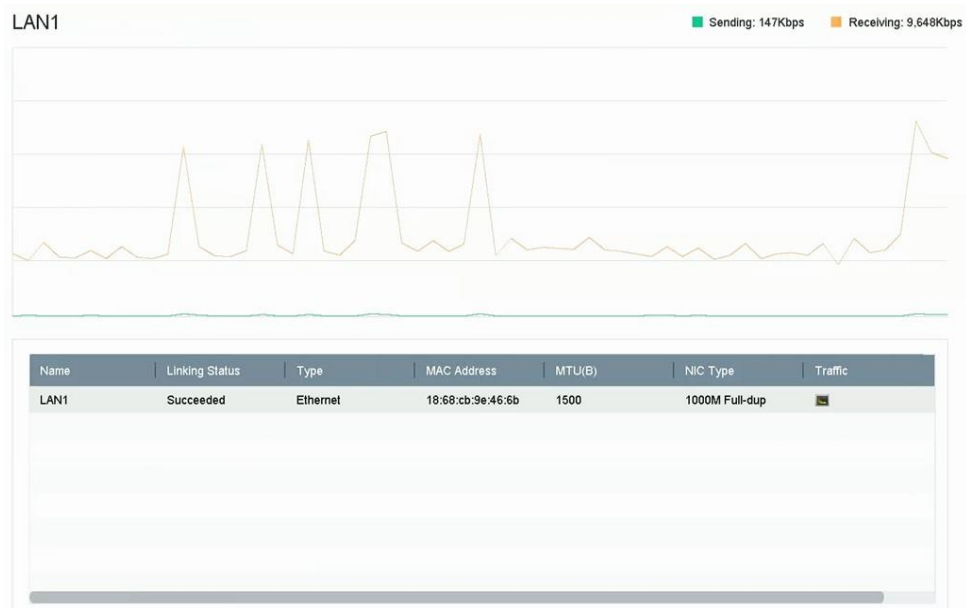 LAN1
Sending: 147Kbps Receiving: 9,648Kbps
Name Linking Status Type MAC Address MTU(B) NIC Type Traffic
LAN1 Succeeded Ethernet 18:68:cb:9e:46:6b 1500 1000M Full-dup